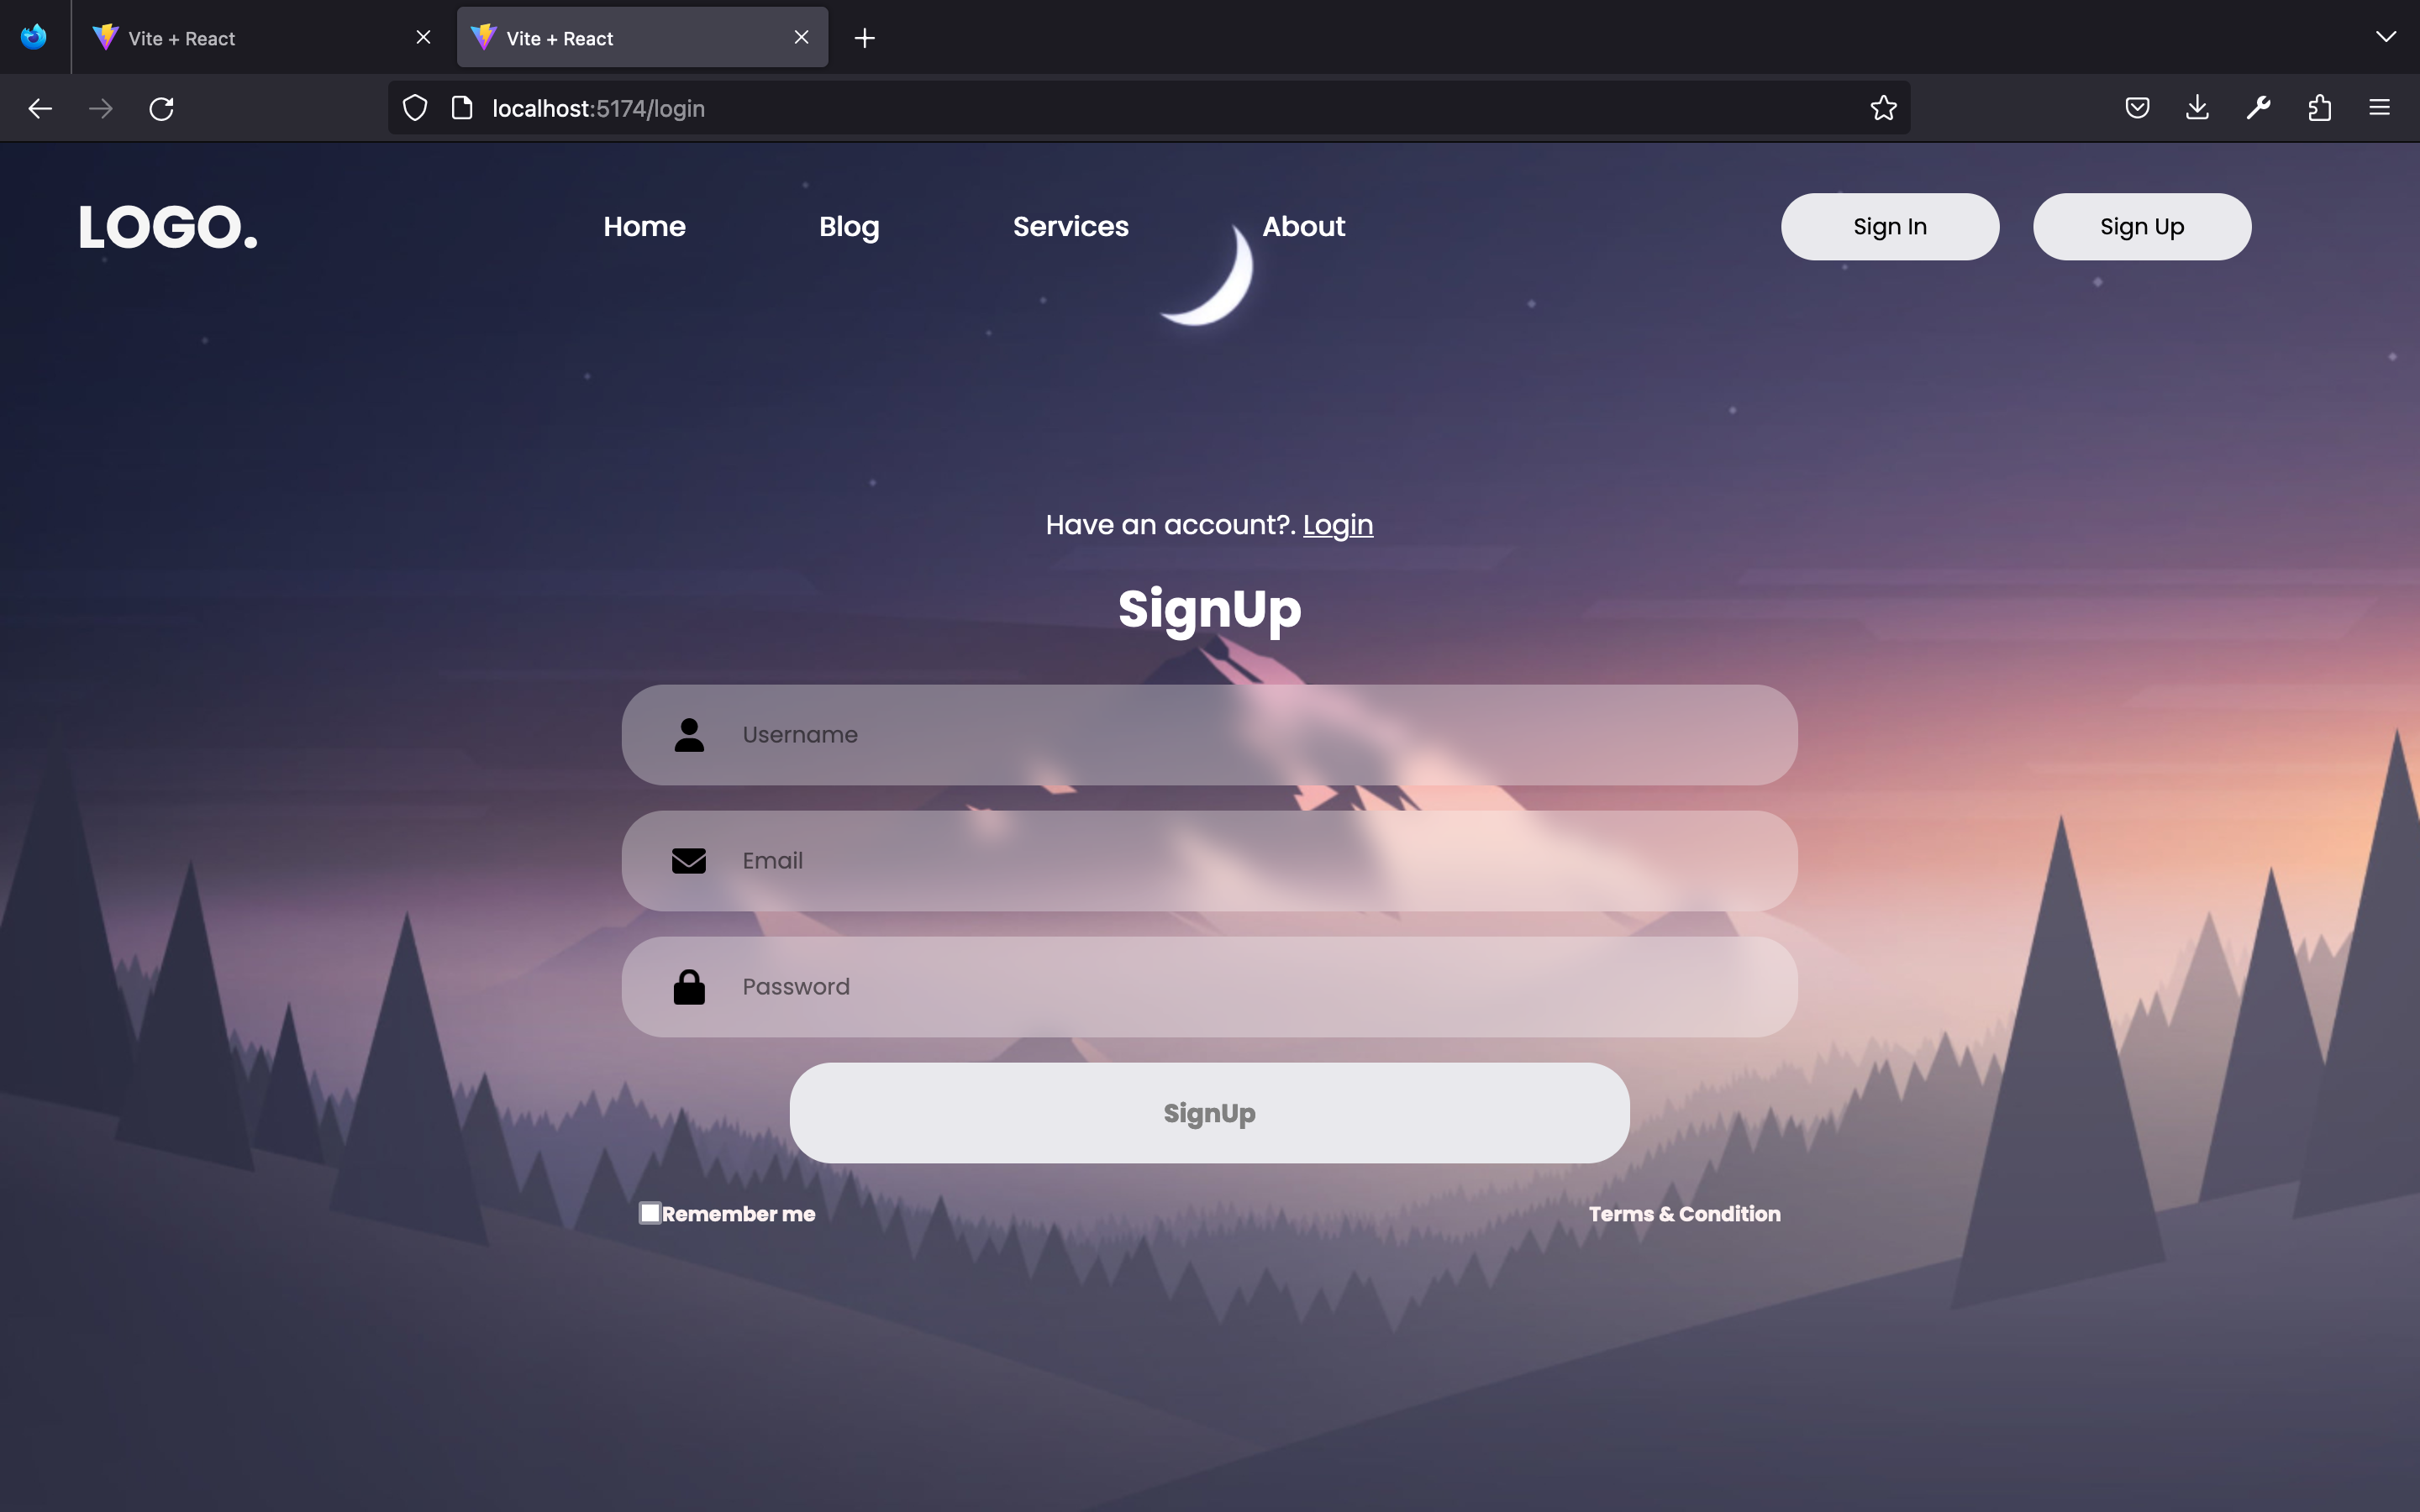 Vite + React
Vite + React
localhost:5174/login
LOGO.
Home
Blog
Services
About
Sign In
Sign Up
Have an account?. Login
SignUp
Username
Email
Password
SignUp
Remember me
Terms & Condition